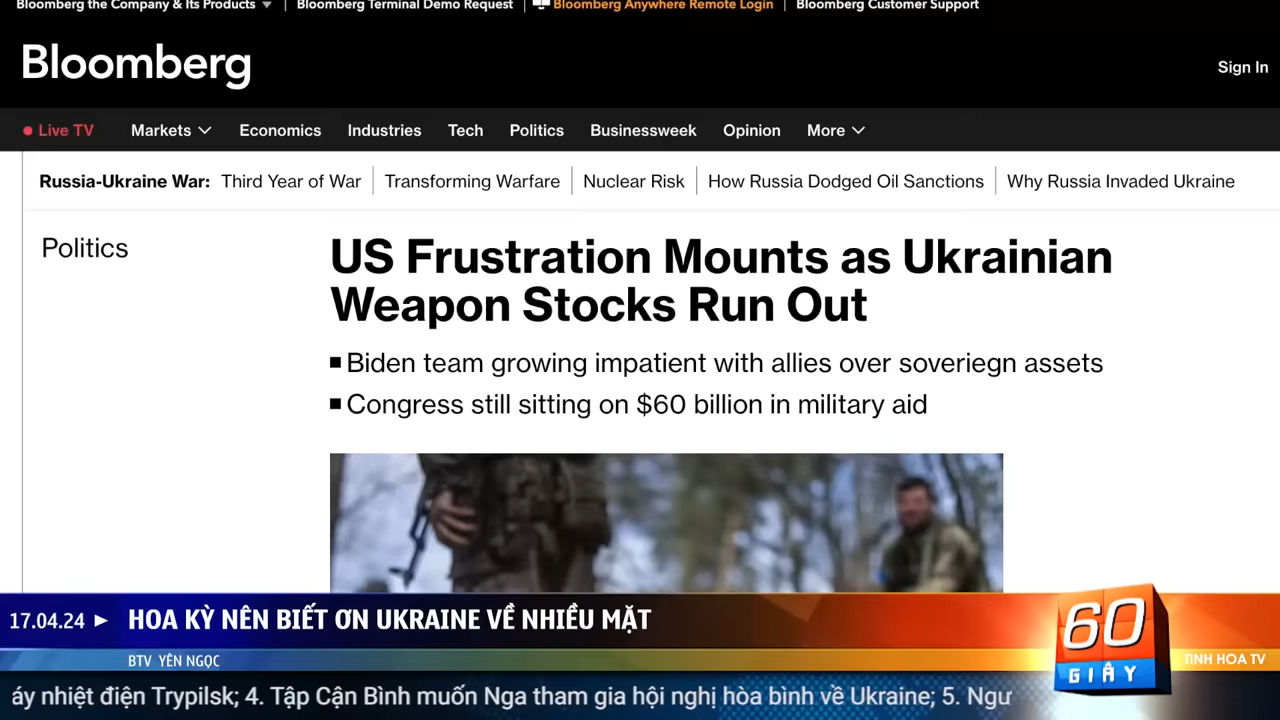 Bloomberg the Company & Its Products
Bloomberg Terminal Demo Request
Bloomberg Anywhere Remote Login
Bloomberg Customer Support
Bloomberg
Sign In
Live TV
Markets
Economics
Industries
Tech
Politics
Businessweek
Opinion
More
Russia-Ukraine War: Third Year of War
Transforming Warfare
Nuclear Risk
How Russia Dodged Oil Sanctions
Why Russia Invaded Ukraine
Politics
US Frustration Mounts as Ukrainian
Weapon Stocks Run Out
Biden team growing impatient with allies over soveriegn assets
Congress still sitting on $60 billion in military aid
17.04.24
HOA KỲ NÊN BIẾT ƠN UKRAINE VỀ NHIỀU MẶT
BTV YÊN NGỌC
60
GIÂY
TINH HOA TV
áy nhiệt điện Trypilsk; 4. Tập Cận Bình muốn Nga tham gia hội nghị hòa bình về Ukraine; 5. Ngư